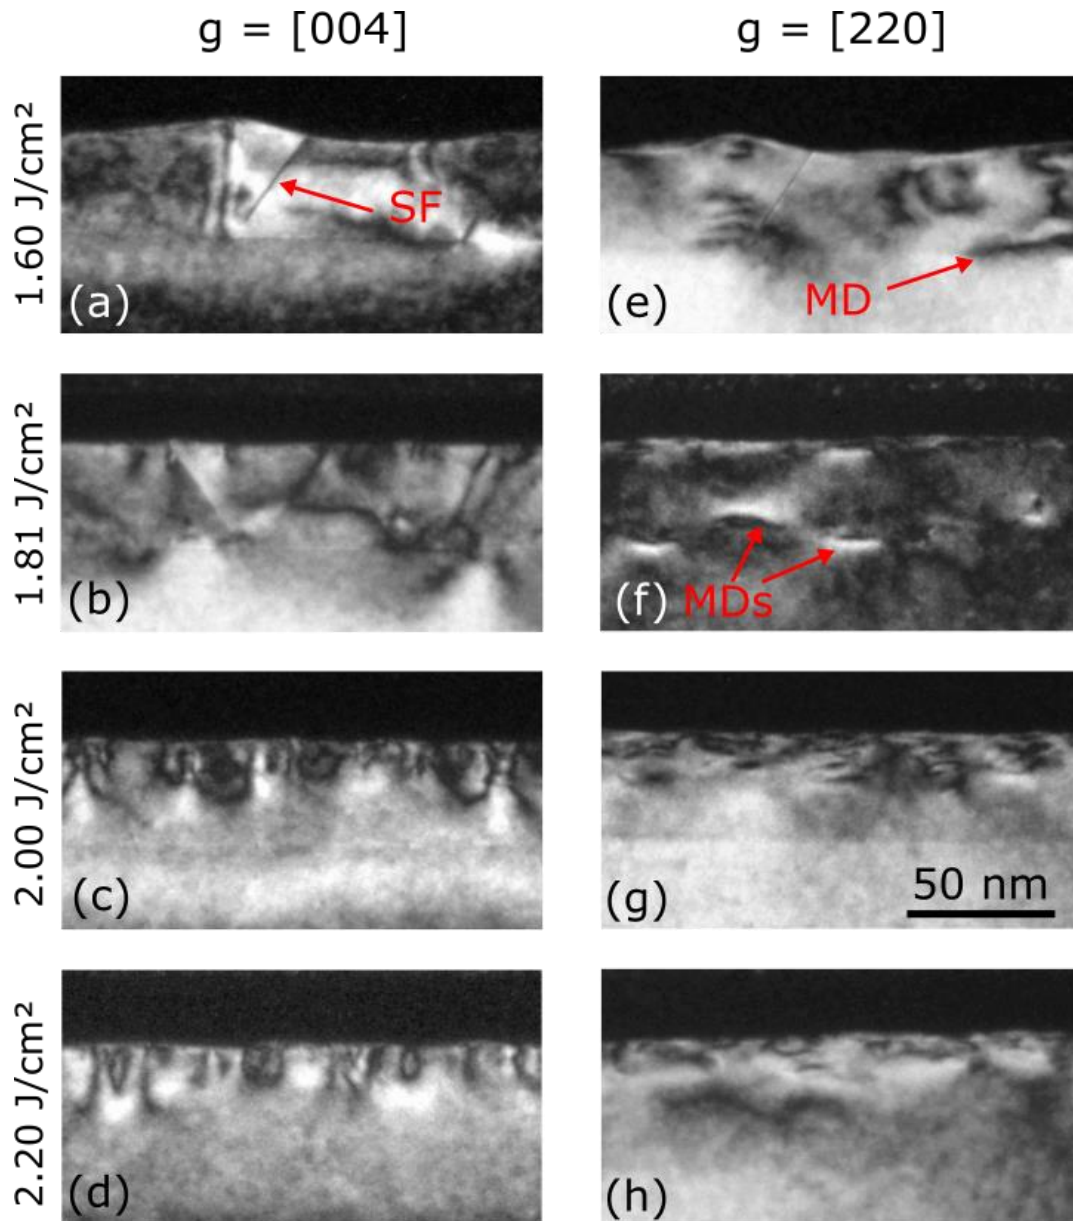 g = [004]
g = [220]
1.60 J/cm²
SF
(a)
MD
(e)
1.81 J/cm²
(b)
(f)
MDs
2.00 J/cm²
(c)
50 nm
(g)
2.20 J/cm²
(d)
(h)